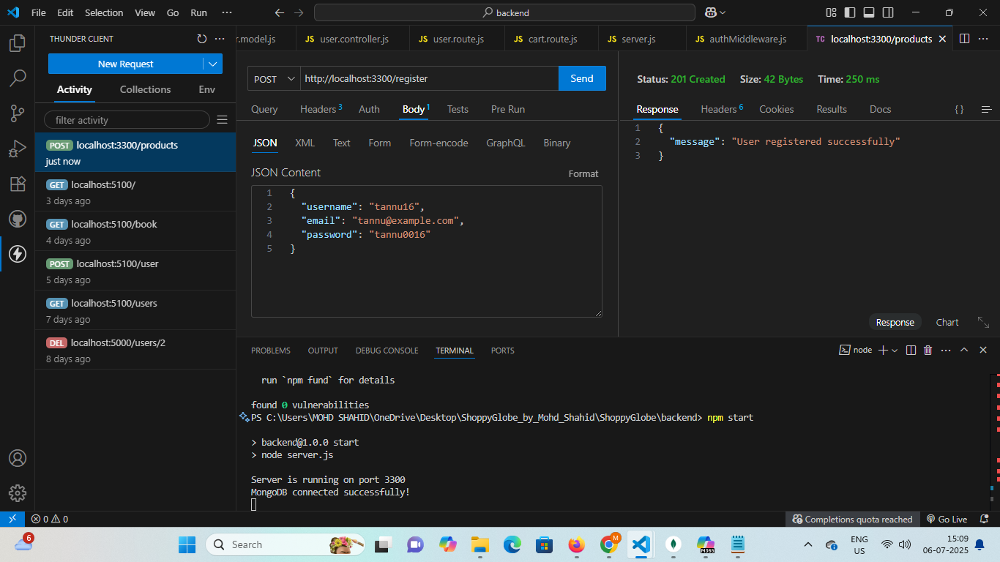 File Edit Selection View Go Run ··· backend
THUNDER CLIENT
r.model.js JS user.controller.js JS user.route.js JS cart.route.js JS server.js JS authMiddleware.js TC localhost:3300/products
New Request
Activity Collections Env
filter activity
POST localhost:3300/products
just now
GET localhost:5100/
3 days ago
GET localhost:5100/book
4 days ago
POST localhost:5100/user
5 days ago
GET localhost:5100/users
7 days ago
DEL localhost:5000/users/2
8 days ago
POST http://localhost:3300/register Send
Query Headers 3 Auth Body 1 Tests Pre Run
JSON XML Text Form Form-encode GraphQL Binary
JSON Content Format
1 {
2 "username": "tannu16",
3 "email": "tannu@example.com",
4 "password": "tannu0016"
5 }
Status: 201 Created Size: 42 Bytes Time: 250 ms
Response Headers 6 Cookies Results Docs { }
1 {
2 "message": "User registered successfully"
3 }
Response Chart
PROBLEMS OUTPUT DEBUG CONSOLE TERMINAL PORTS node
run `npm fund` for details
found 0 vulnerabilities
PS C:\Users\MOHD SHAHID\OneDrive\Desktop\ShoppyGlobe_by_Mohd_Shahid\ShoppyGlobe\backend> npm start
> backend@1.0.0 start
> node server.js
Server is running on port 3300
MongoDB connected successfully!
0 0 Completions quota reached Go Live
6 Search M M365 ENG 15:09
US 06-07-2025